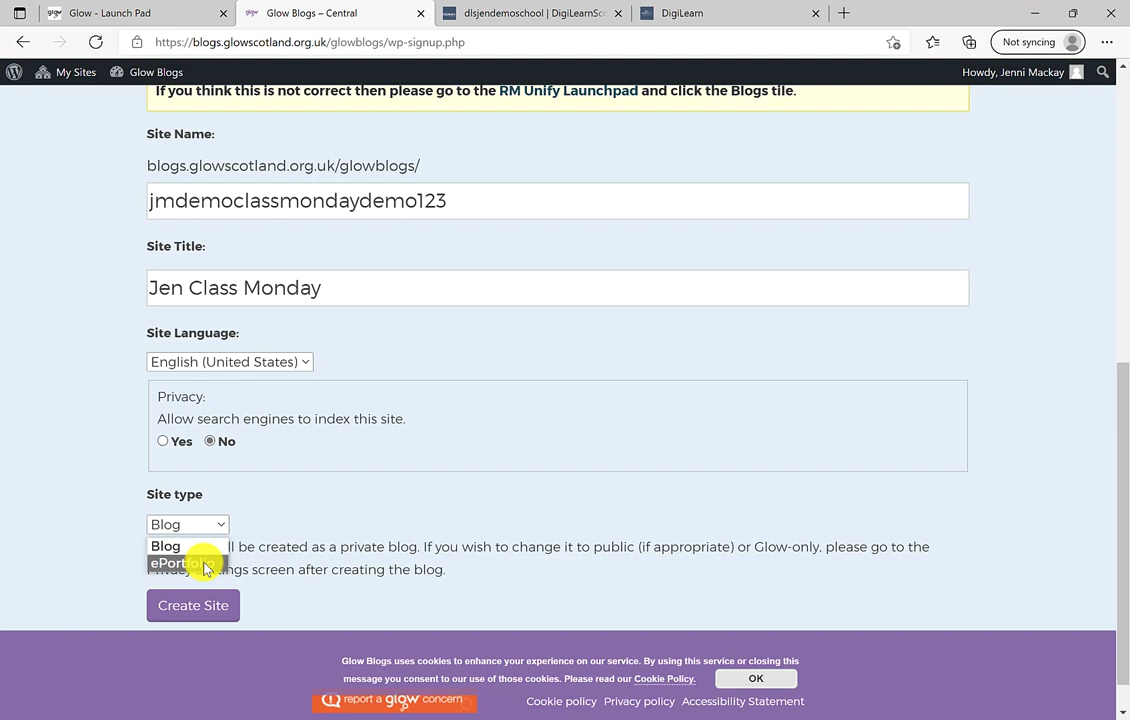 Glow - Launch Pad
Glow Blogs – Central
dlsjendemoschool | DigiLearnSco
DigiLearn
https://blogs.glowscotland.org.uk/glowblogs/wp-signup.php
Not syncing
My Sites
Glow Blogs
Howdy, Jenni Mackay
If you think this is not correct then please go to the RM Unify Launchpad and click the Blogs tile.
Site Name:
blogs.glowscotland.org.uk/glowblogs/
jmdemoclassmondaydemo123
Site Title:
Jen Class Monday
Site Language:
English (United States)
Privacy:
Allow search engines to index this site.
Yes No
Site type
Blog
Blog
ll be created as a private blog. If you wish to change it to public (if appropriate) or Glow-only, please go to the
ePortfolio
ngs screen after creating the blog.
Create Site
Glow Blogs uses cookies to enhance your experience on our service. By using this service or closing this
message you consent to our use of those cookies. Please read our Cookie Policy.
OK
report a glow concern
Cookie policy Privacy policy Accessibility Statement